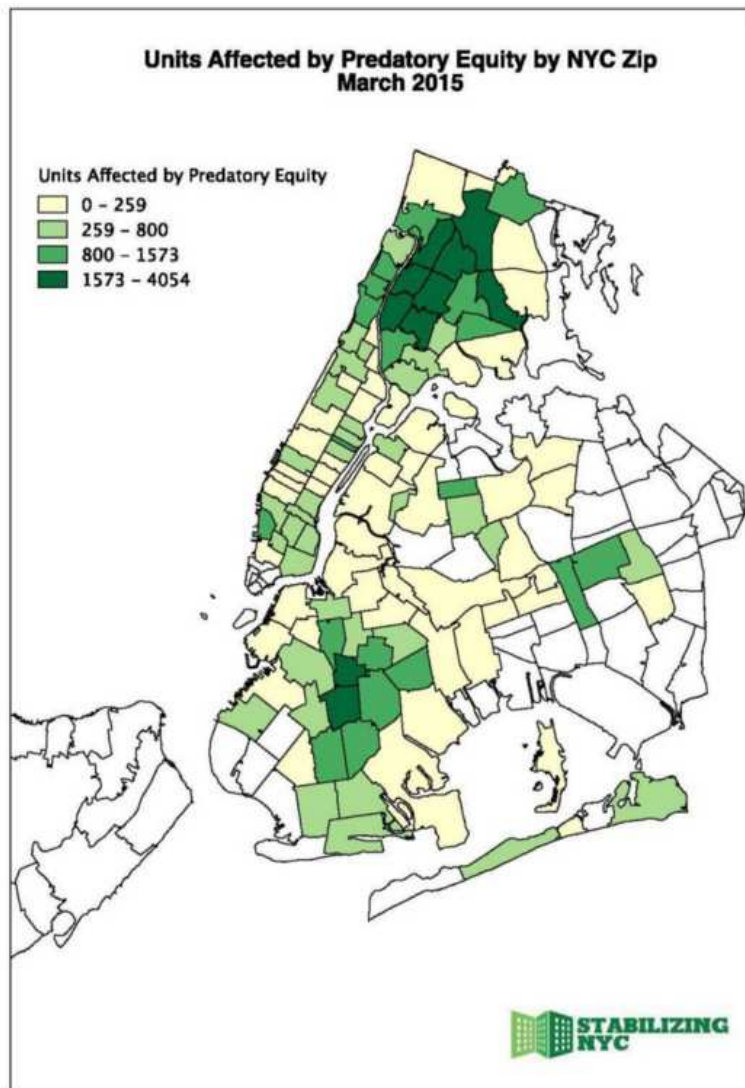 Units Affected by Predatory Equity by NYC Zip
March 2015
Units Affected by Predatory Equity
0 - 259
259 - 800
800 - 1573
1573 - 4054
STABILIZING
NYC